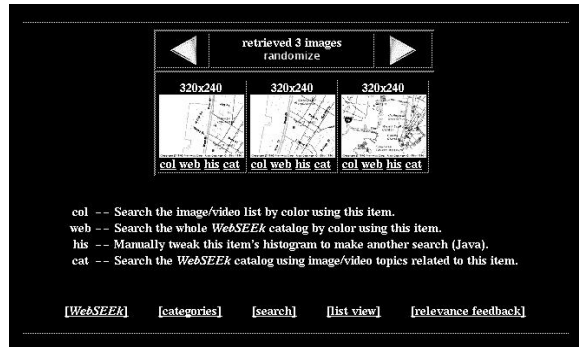 retrieved 3 images
randomize
320x240 320x240 320x240
col web his cat col web his cat col web his cat
col -- Search the image/video list by color using this item.
web -- Search the whole WebSEEk catalog by color using this item.
his -- Manually tweak this item's histogram to make another search (Java).
cat -- Search the WebSEEk catalog using image/video topics related to this item.
[WebSEEk] [categories] [search] [list view] [relevance feedback]